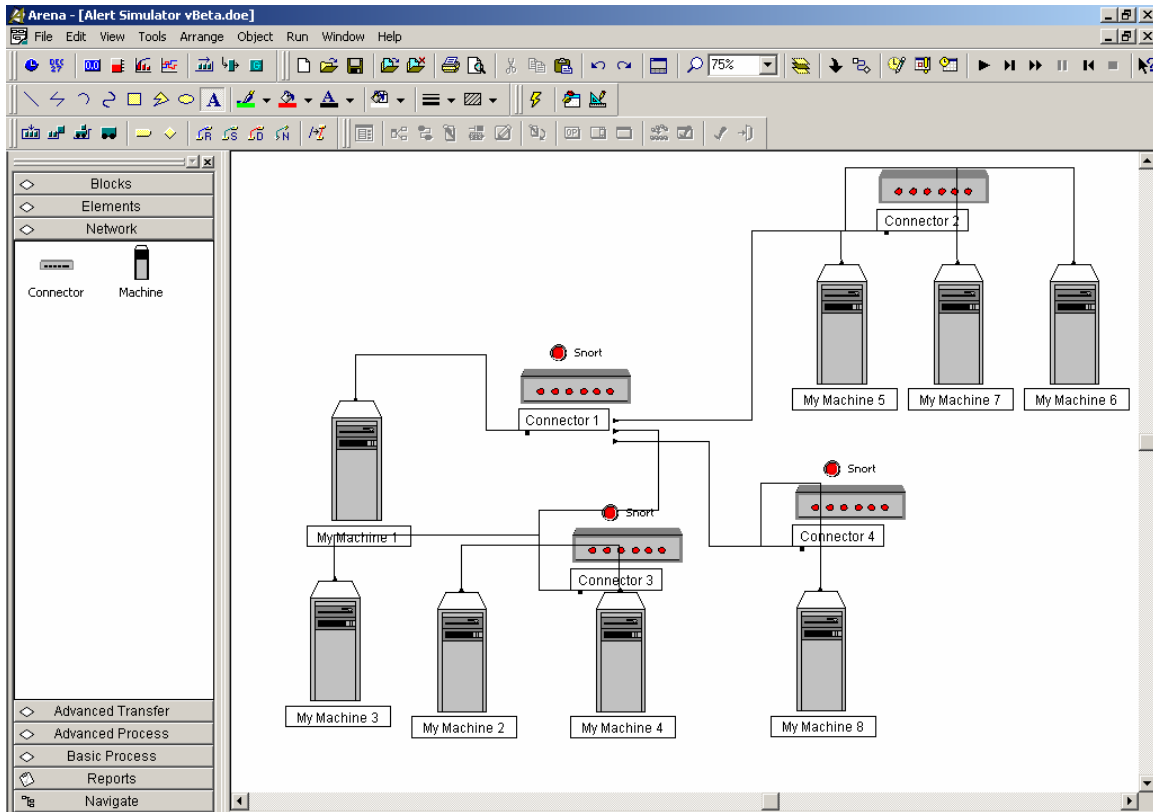 Arena - [Alert Simulator vBeta.doe]
File Edit View Tools Arrange Object Run Window Help
75%
A A
R S D N
OP
Blocks
Elements
Network
Connector Machine
Advanced Transfer
Advanced Process
Basic Process
Reports
Navigate
Connector 2
My Machine 5 My Machine 7 My Machine 6
Snort
Connector 1
My Machine 1
Snort
Connector 4
Snort
Connector 3
My Machine 3 My Machine 2 My Machine 4 My Machine 8